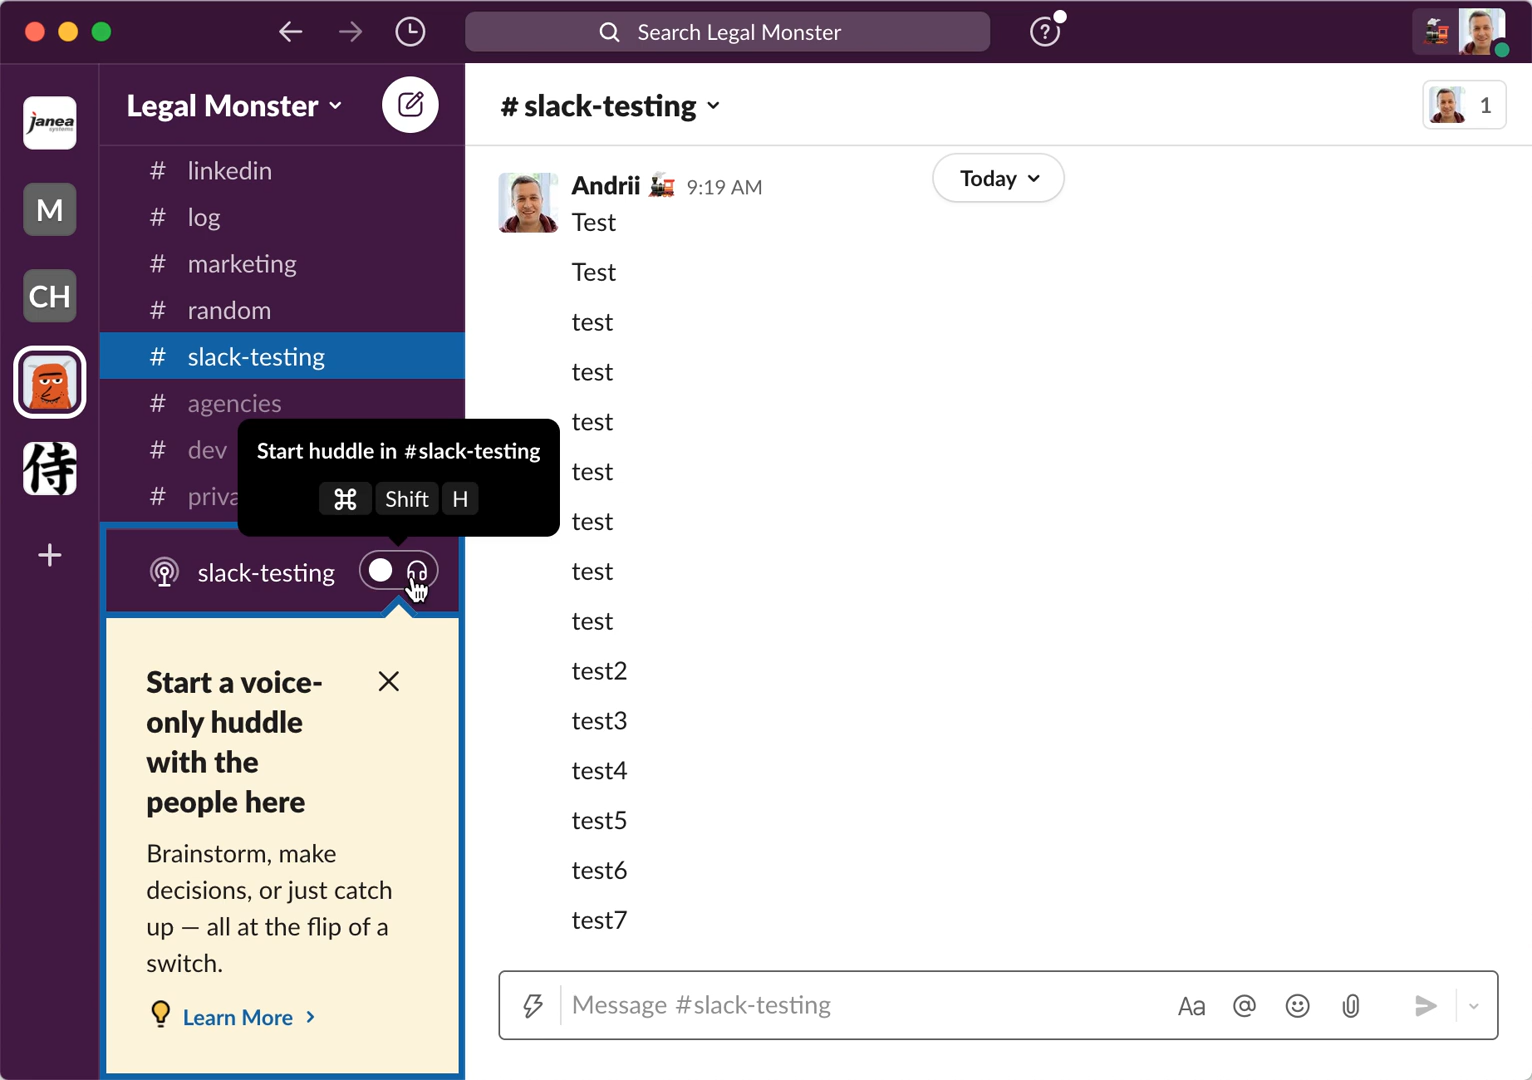 Search Legal Monster
janea
systems
M
CH
侍
Legal Monster
# linkedin
# log
# marketing
# random
# slack-testing
# agencies
# dev
# priva
Start huddle in #slack-testing
⌘ Shift H
slack-testing
Start a voice-
only huddle
with the
people here
Brainstorm, make
decisions, or just catch
up — all at the flip of a
switch.
Learn More
# slack-testing
1
Today
Andrii 9:19 AM
Test
Test
test
test
test
test
test
test
test
test2
test3
test4
test5
test6
test7
Message #slack-testing
Aa
@